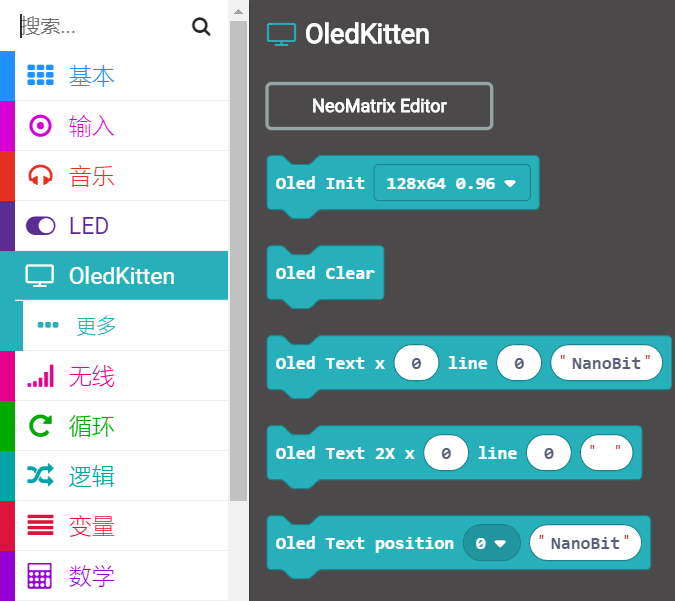 搜索...
基本
输入
音乐
LED
OledKitten
更多
无线
循环
逻辑
变量
数学
OledKitten
NeoMatrix Editor
Oled Init 128x64 0.96
Oled Clear
Oled Text x 0 line 0 "NanoBit"
Oled Text 2X x 0 line 0 " "
Oled Text position 0 "NanoBit"